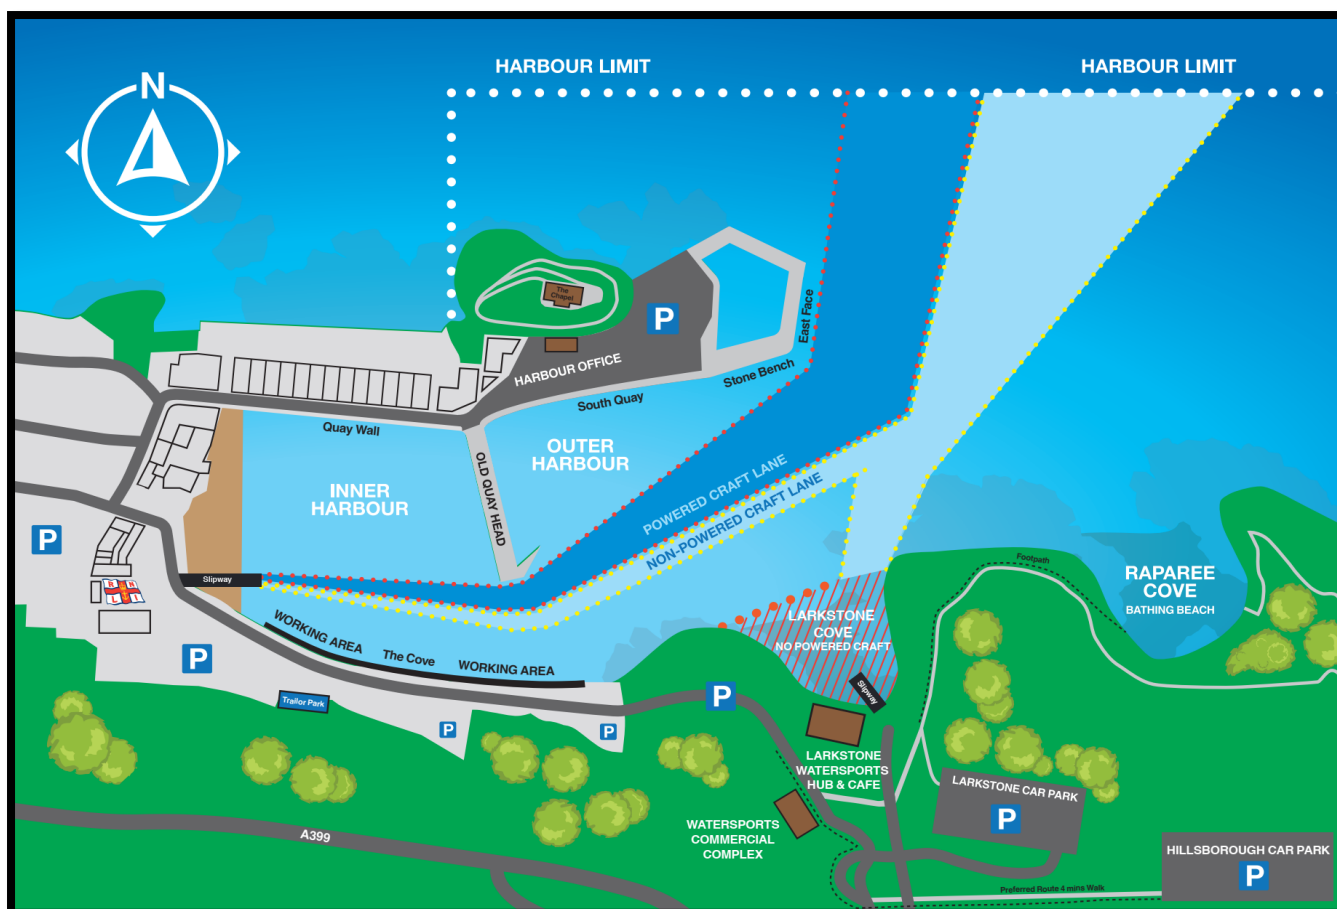 HARBOUR LIMIT
HARBOUR LIMIT
N
The
Chapel
P
East Face
HARBOUR OFFICE
Stone Bench
South Quay
Quay Wall
OUTER
HARBOUR
OLD QUAY HEAD
INNER
HARBOUR
POWERED CRAFT LANE
NON-POWERED CRAFT LANE
P
Footpath
RAPAREE
COVE
BATHING BEACH
Slipway
R N
L I
LARKSTONE
COVE
NO POWERED CRAFT
WORKING AREA
The Cove
WORKING AREA
P
Slipway
P
Trailor Park
P
P
LARKSTONE
WATERSPORTS
HUB & CAFE
LARKSTONE CAR PARK
P
WATERSPORTS
COMMERCIAL
COMPLEX
A399
HILLSBOROUGH CAR PARK
P
Preferred Route 4 mins Walk